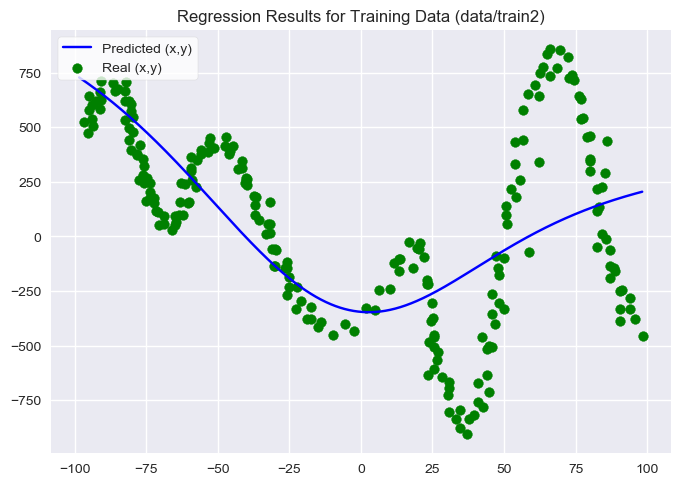 Regression Results for Training Data (data/train2)
Predicted (x,y)
Real (x,y)
750
500
250
0
−250
−500
−750
−100 −75 −50 −25 0 25 50 75 100